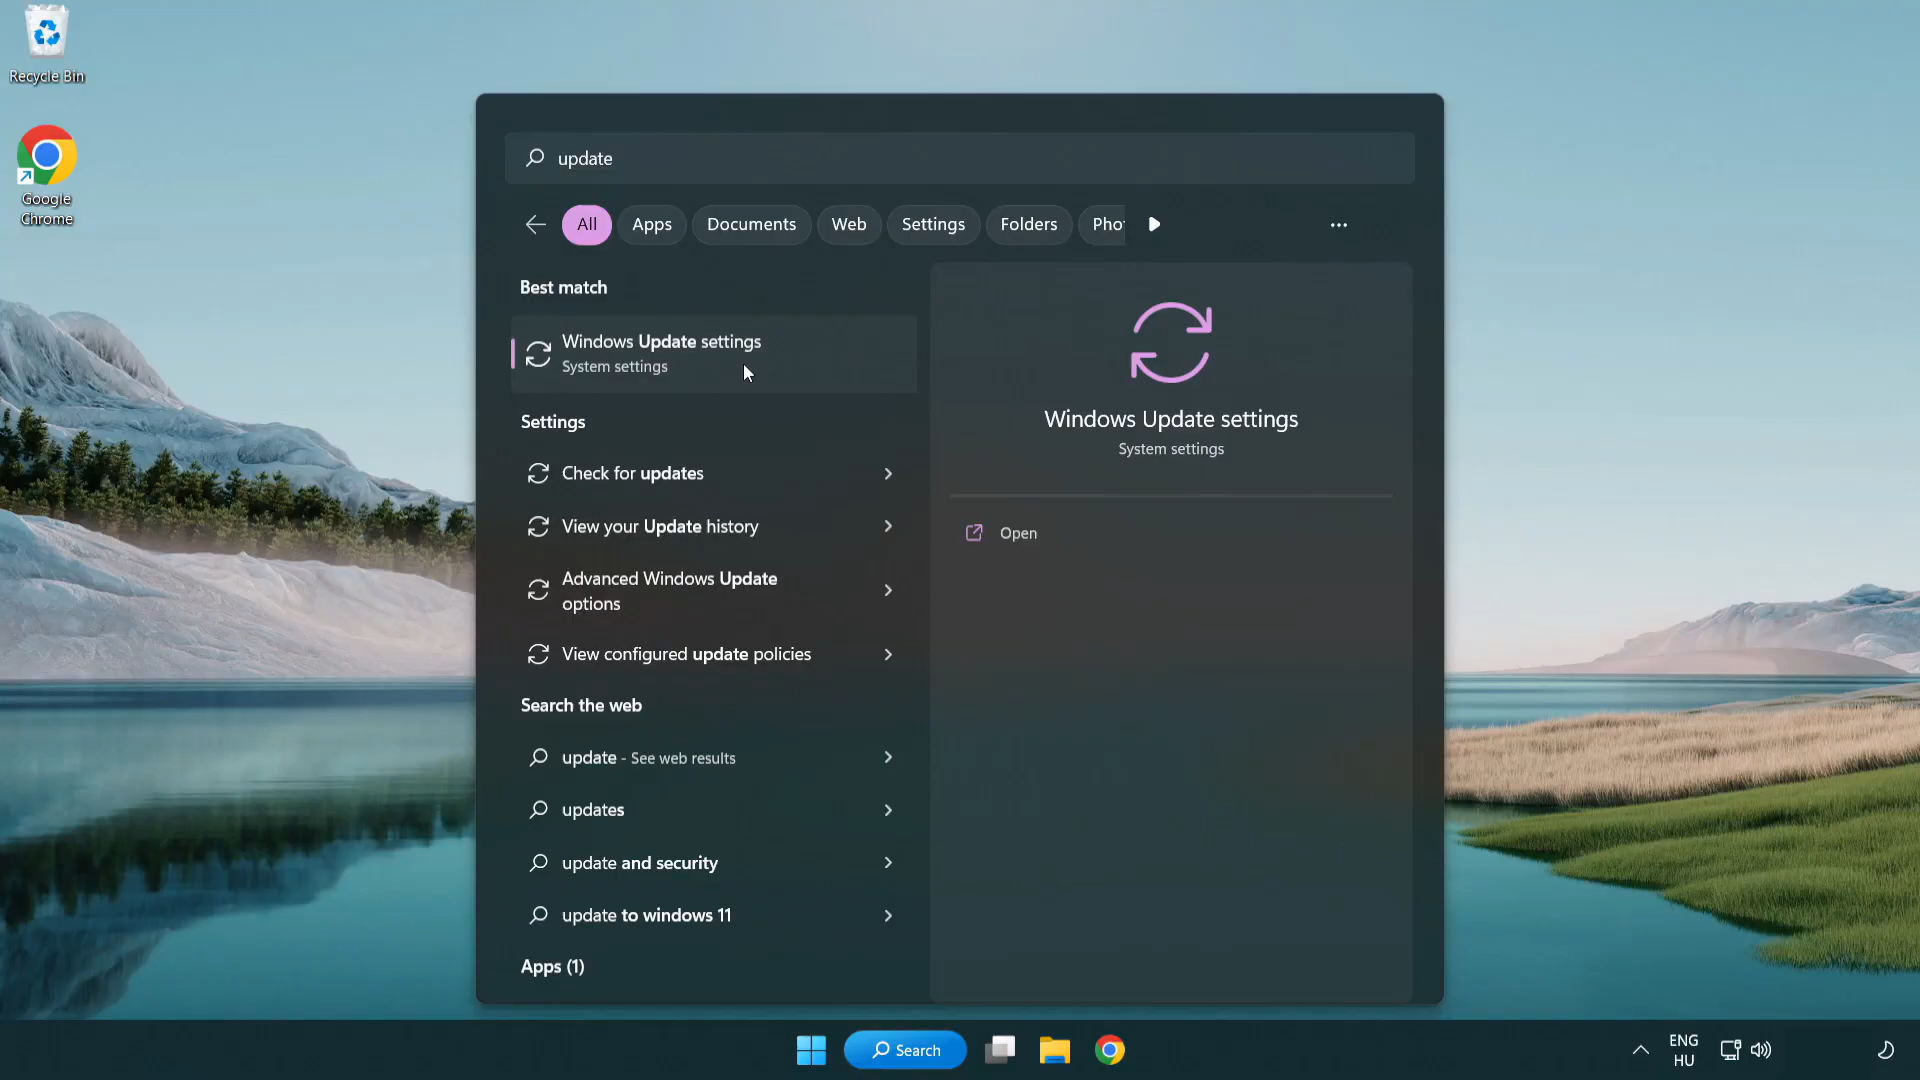 Recycle Bin
Google
Chrome
update
All
Apps
Documents
Web
Settings
Folders
Pho
Best match
Windows Update settings
System settings
Settings
Check for updates
View your Update history
Advanced Windows Update
options
View configured update policies
Search the web
update - See web results
updates
update and security
update to windows 11
Apps (1)
Windows Update settings
System settings
Open
Search
ENG
HU